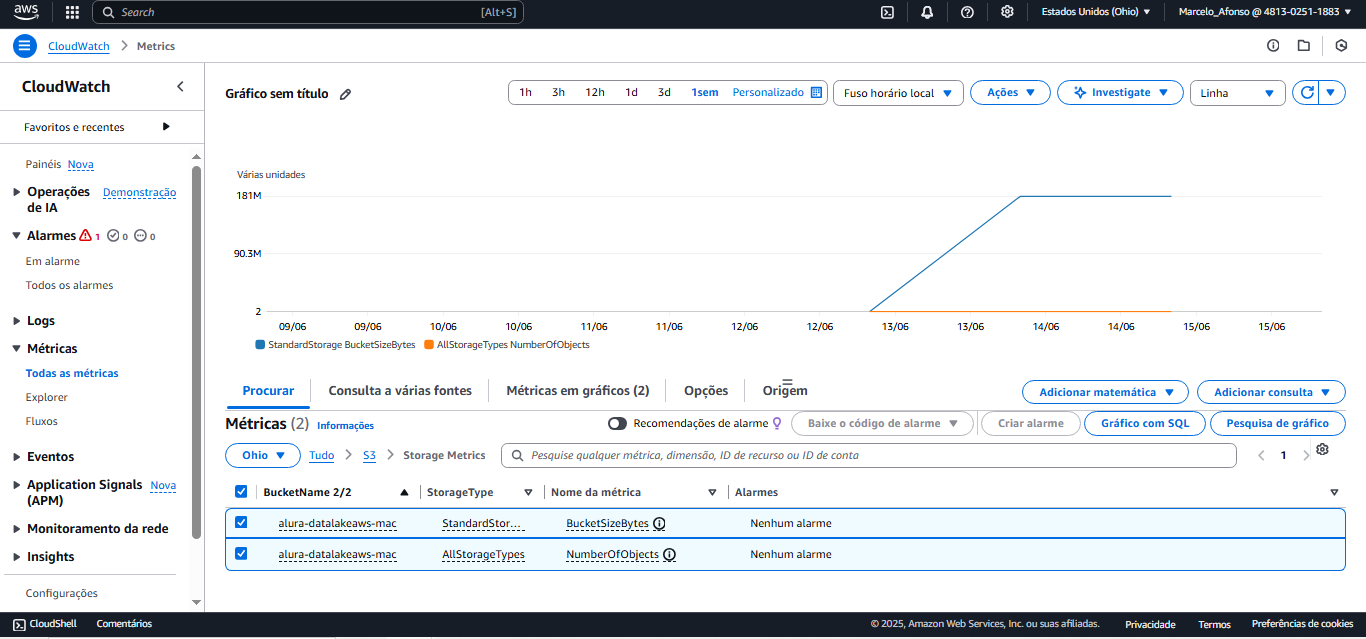 aws Search [Alt+S] Estados Unidos (Ohio) Marcelo_Afonso @ 4813-0251-1883
CloudWatch Metrics
CloudWatch
Favoritos e recentes
Painéis Nova
Operações de IA Demonstração
Alarmes 1 0 0
Em alarme
Todos os alarmes
Logs
Métricas
Todas as métricas
Explorer
Fluxos
Eventos
Application Signals (APM) Nova
Monitoramento da rede
Insights
Configurações
Gráfico sem título 1h 3h 12h 1d 3d 1sem Personalizado Fuso horário local Ações Investigate Linha
Várias unidades
181M
90.3M
2
09/06 09/06 10/06 10/06 11/06 11/06 12/06 12/06 13/06 13/06 14/06 14/06 15/06 15/06
StandardStorage BucketSizeBytes AllStorageTypes NumberOfObjects
Procurar Consulta a várias fontes Métricas em gráficos (2) Opções Origem Adicionar matemática Adicionar consulta
Métricas (2) Informações Recomendações de alarme Baixe o código de alarme Criar alarme Gráfico com SQL Pesquisa de gráfico
Ohio Tudo S3 Storage Metrics Pesquise qualquer métrica, dimensão, ID de recurso ou ID de conta 1
BucketName 2/2 StorageType Nome da métrica Alarmes
alura-datalakeaws-mac StandardStor... BucketSizeBytes Nenhum alarme
alura-datalakeaws-mac AllStorageTypes NumberOfObjects Nenhum alarme
CloudShell Comentários © 2025, Amazon Web Services, Inc. ou suas afiliadas. Privacidade Termos Preferências de cookies